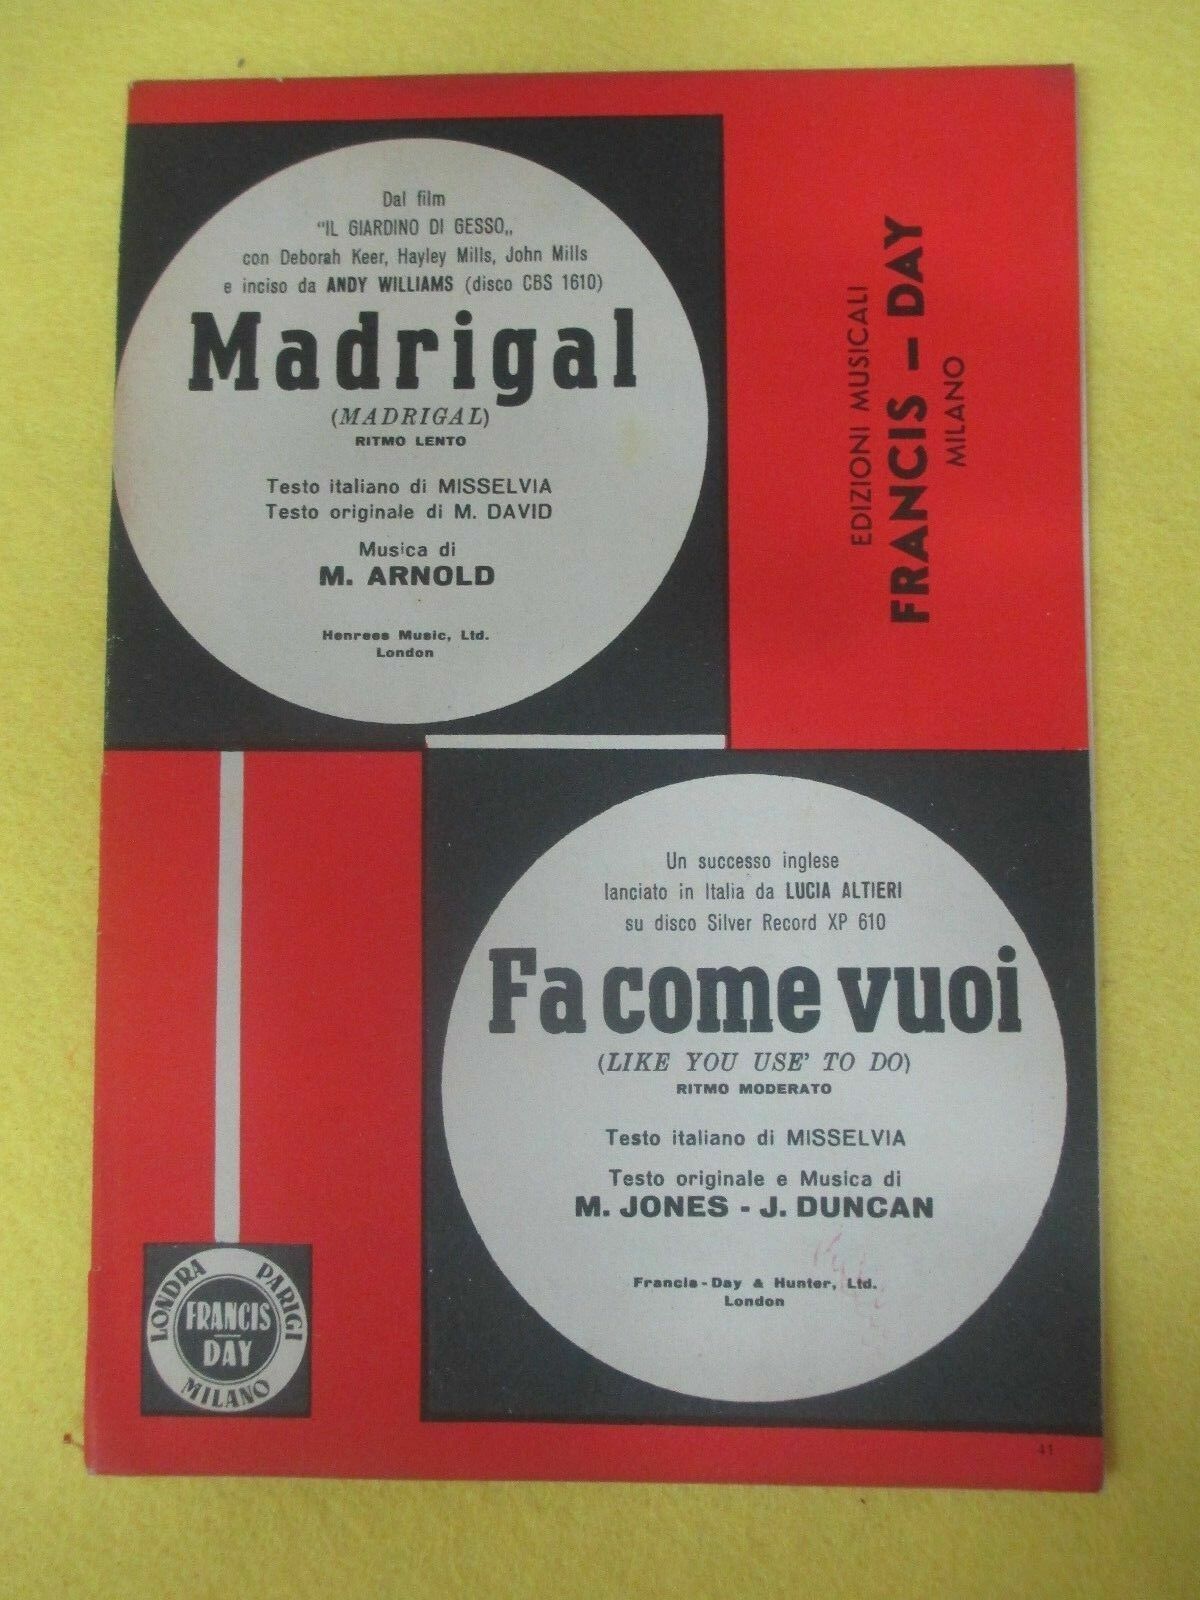 Dal film
"IL GIARDINO DI GESSO„
con Deborah Keer, Hayley Mills, John Mills
e inciso da ANDY WILLIAMS (disco CBS 1610)
Madrigal
(MADRIGAL)
RITMO LENTO
Testo italiano di MISSELVIA
Testo originale di M. DAVID
Musica di
M. ARNOLD
Henrees Music, Ltd.
London
EDIZIONI MUSICALI
FRANCIS – DAY
MILANO
Un successo inglese
lanciato in Italia da LUCIA ALTIERI
su disco Silver Record XP 610
Fa come vuoi
(LIKE YOU USE' TO DO)
RITMO MODERATO
Testo italiano di MISSELVIA
Testo originale e Musica di
M. JONES - J. DUNCAN
Francis-Day & Hunter, Ltd.
London
LONDRA PARIGI
FRANCIS
DAY
MILANO
41